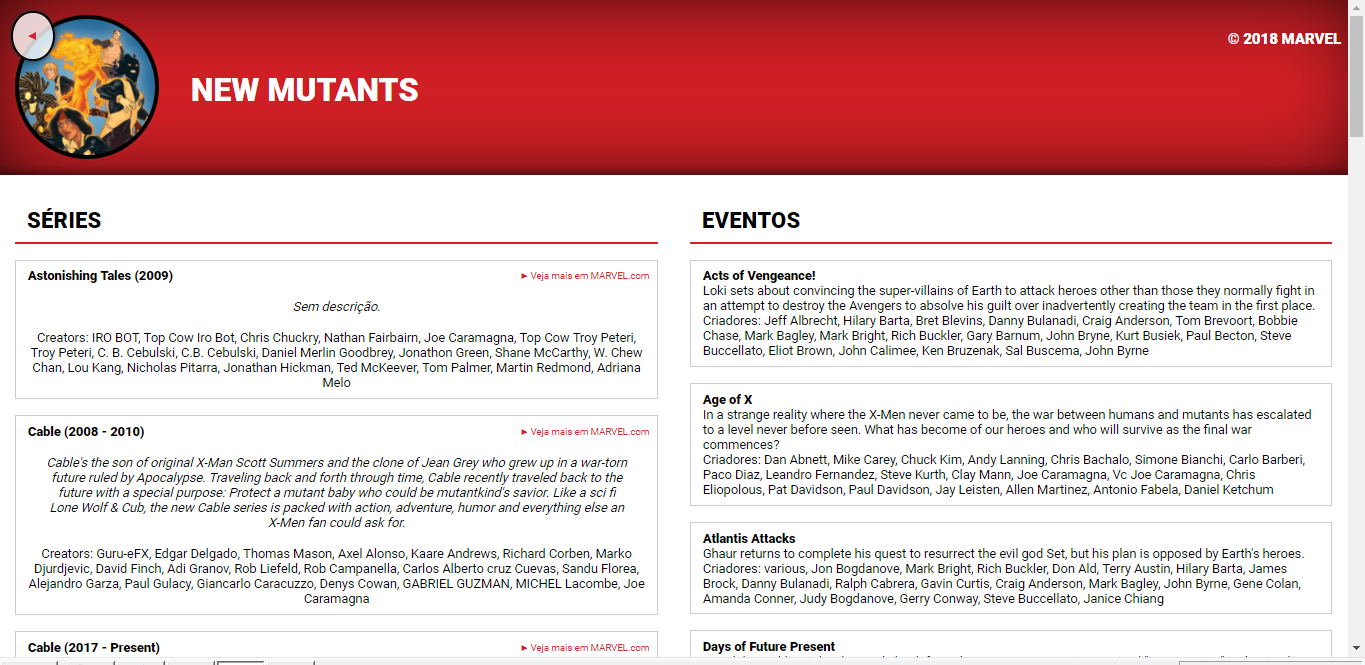 © 2018 MARVEL
NEW MUTANTS
SÉRIES
Astonishing Tales (2009)
► Veja mais em MARVEL.com
Sem descrição.
Creators: IRO BOT, Top Cow Iro Bot, Chris Chuckry, Nathan Fairbairn, Joe Caramagna, Top Cow Troy Peteri,
Troy Peteri, C. B. Cebulski, C.B. Cebulski, Daniel Merlin Goodbrey, Jonathon Green, Shane McCarthy, W. Chew
Chan, Lou Kang, Nicholas Pitarra, Jonathan Hickman, Ted McKeever, Tom Palmer, Martin Redmond, Adriana
Melo
Cable (2008 - 2010)
► Veja mais em MARVEL.com
Cable's the son of original X-Man Scott Summers and the clone of Jean Grey who grew up in a war-torn
future ruled by Apocalypse. Traveling back and forth through time, Cable recently traveled back to the
future with a special purpose: Protect a mutant baby who could be mutantkind's savior. Like a sci fi
Lone Wolf & Cub, the new Cable series is packed with action, adventure, humor and everything else an
X-Men fan could ask for.
Creators: Guru-eFX, Edgar Delgado, Thomas Mason, Axel Alonso, Kaare Andrews, Richard Corben, Marko
Djurdjevic, David Finch, Adi Granov, Rob Liefeld, Rob Campanella, Carlos Alberto cruz Cuevas, Sandu Florea,
Alejandro Garza, Paul Gulacy, Giancarlo Caracuzzo, Denys Cowan, GABRIEL GUZMAN, MICHEL Lacombe, Joe
Caramagna
Cable (2017 - Present)
► Veja mais em MARVEL.com
EVENTOS
Acts of Vengeance!
Loki sets about convincing the super-villains of Earth to attack heroes other than those they normally fight in
an attempt to destroy the Avengers to absolve his guilt over inadvertently creating the team in the first place.
Criadores: Jeff Albrecht, Hilary Barta, Bret Blevins, Danny Bulanadi, Craig Anderson, Tom Brevoort, Bobbie
Chase, Mark Bagley, Mark Bright, Rich Buckler, Gary Barnum, John Bryne, Kurt Busiek, Paul Becton, Steve
Buccellato, Eliot Brown, John Calimee, Ken Bruzenak, Sal Buscema, John Byrne
Age of X
In a strange reality where the X-Men never came to be, the war between humans and mutants has escalated
to a level never before seen. What has become of our heroes and who will survive as the final war
commences?
Criadores: Dan Abnett, Mike Carey, Chuck Kim, Andy Lanning, Chris Bachalo, Simone Bianchi, Carlo Barberi,
Paco Diaz, Leandro Fernandez, Steve Kurth, Clay Mann, Joe Caramagna, Vc Joe Caramagna, Chris
Eliopolous, Pat Davidson, Paul Davidson, Jay Leisten, Allen Martinez, Antonio Fabela, Daniel Ketchum
Atlantis Attacks
Ghaur returns to complete his quest to resurrect the evil god Set, but his plan is opposed by Earth's heroes.
Criadores: various, Jon Bogdanove, Mark Bright, Rich Buckler, Don Ald, Terry Austin, Hilary Barta, James
Brock, Danny Bulanadi, Ralph Cabrera, Gavin Curtis, Craig Anderson, Mark Bagley, John Byrne, Gene Colan,
Amanda Conner, Judy Bogdanove, Gerry Conway, Steve Buccellato, Janice Chiang
Days of Future Present